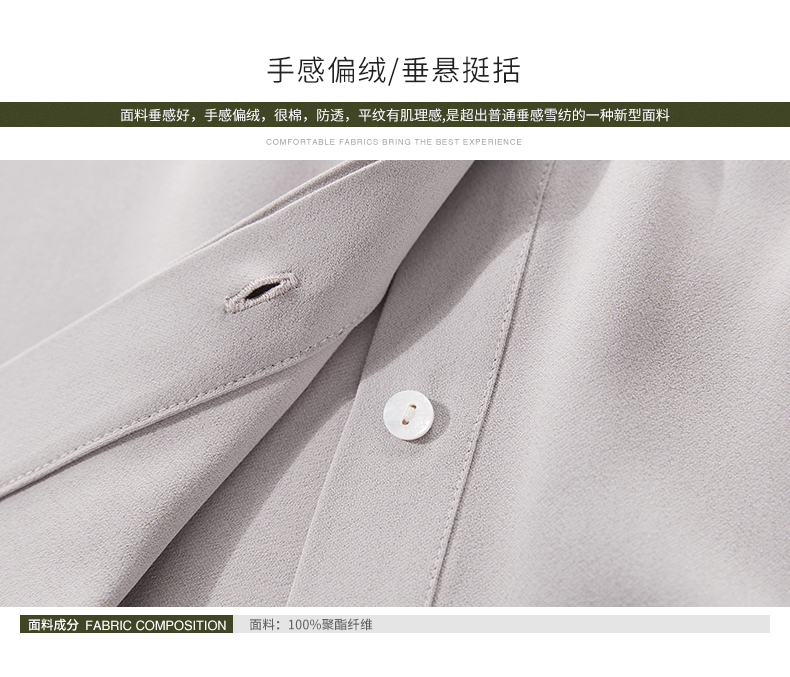 手感偏绒/垂悬挺括
面料垂感好，手感偏绒，很棉，防透，平纹有肌理感,是超出普通垂感雪纺的一种新型面料
COMFORTABLE FABRICS BRING THE BEST EXPERIENCE
面料成分 FABRIC COMPOSITION 面料：100%聚酯纤维